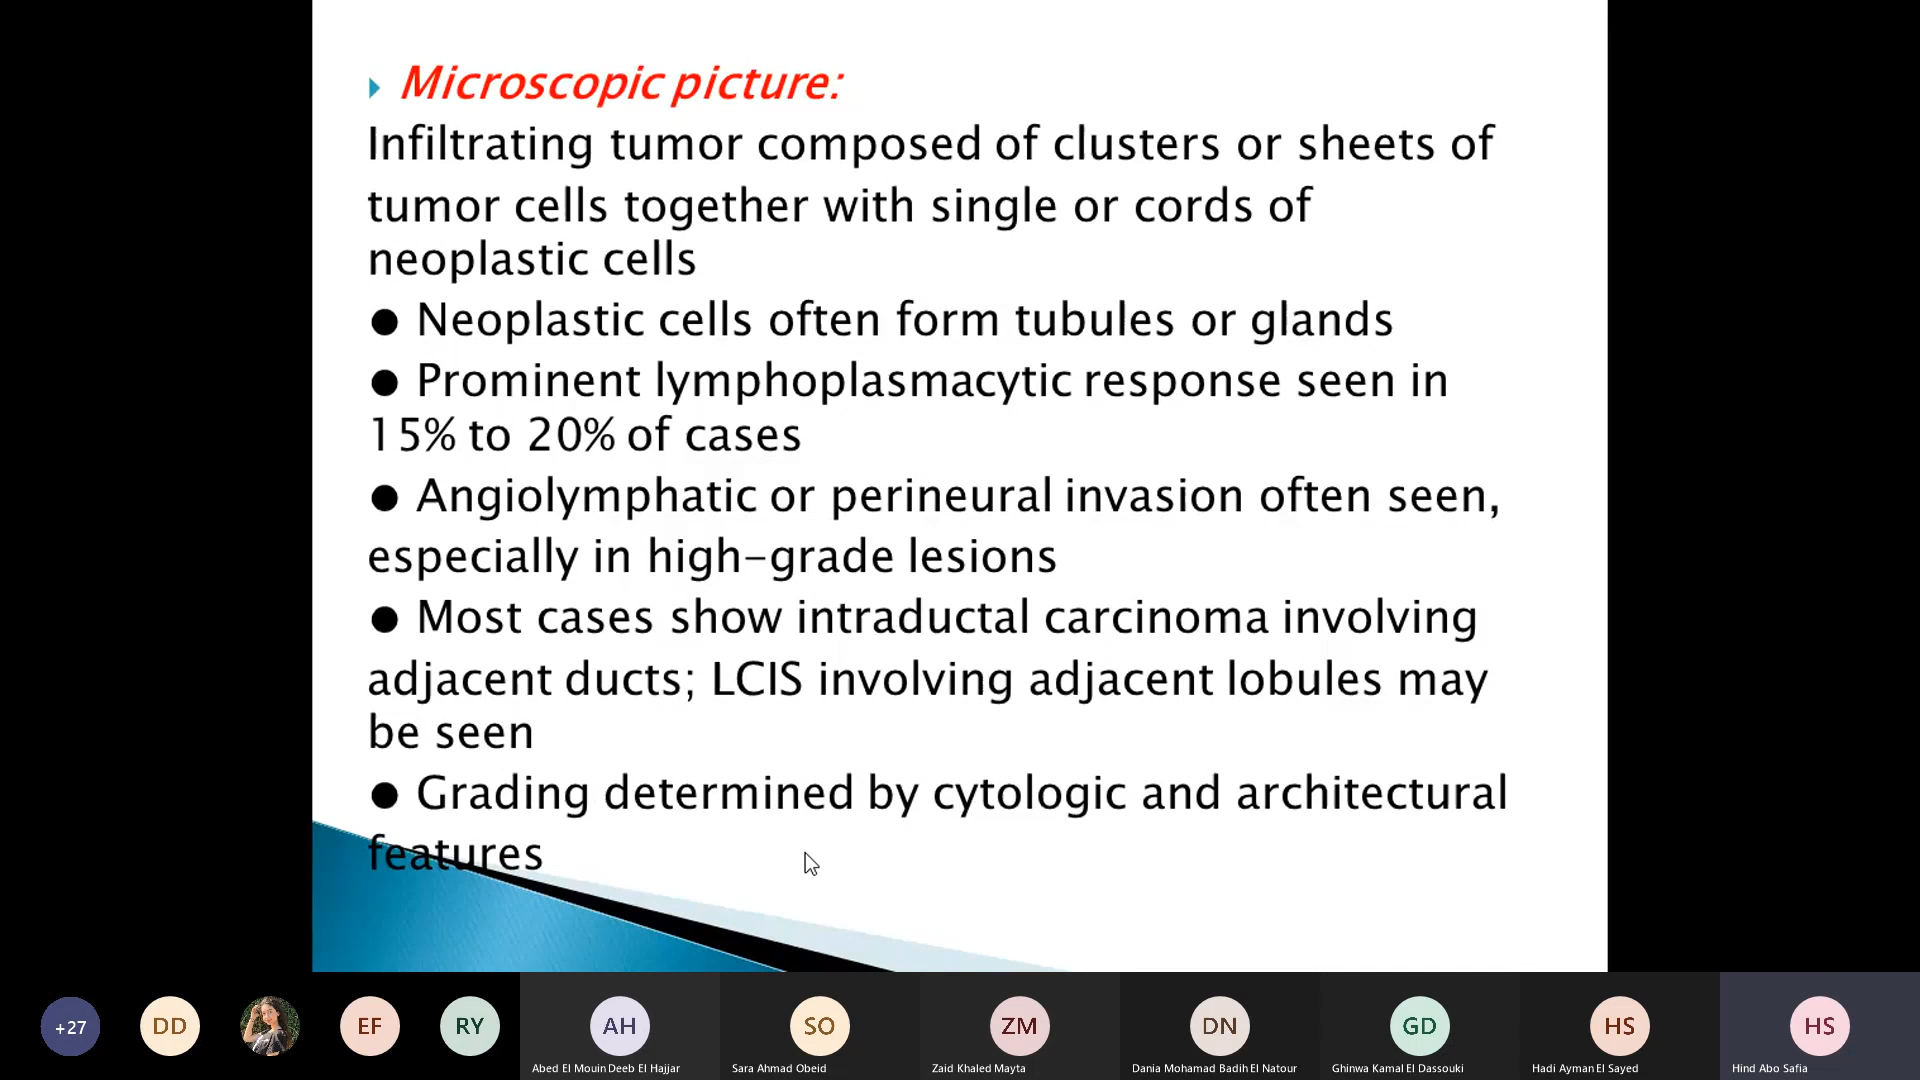 Microscopic picture:
Infiltrating tumor composed of clusters or sheets of
tumor cells together with single or cords of
neoplastic cells
● Neoplastic cells often form tubules or glands
● Prominent lymphoplasmacytic response seen in
15% to 20% of cases
● Angiolymphatic or perineural invasion often seen,
especially in high-grade lesions
● Most cases show intraductal carcinoma involving
adjacent ducts; LCIS involving adjacent lobules may
be seen
● Grading determined by cytologic and architectural
features
+27 DD EF RY AH SO ZM DN GD HS HS
Abed El Mouin Deeb El Hajjar Sara Ahmad Obeid Zaid Khaled Mayta Dania Mohamad Badih El Natour Ghinwa Kamal El Dassouki Hadi Ayman El Sayed Hind Abo Safia